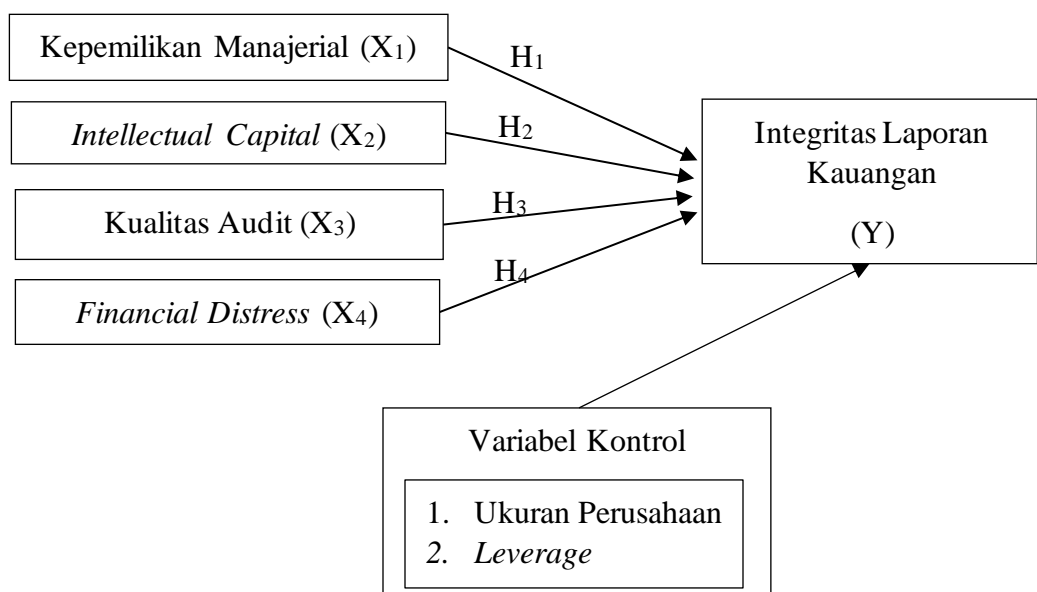 Kepemilikan Manajerial (X₁)
H₁
Intellectual Capital (X₂)
H₂
Kualitas Audit (X₃)
H₃
Financial Distress (X₄)
H₄
Integritas Laporan
Kauangan
(Y)
Variabel Kontrol
1. Ukuran Perusahaan
2. Leverage